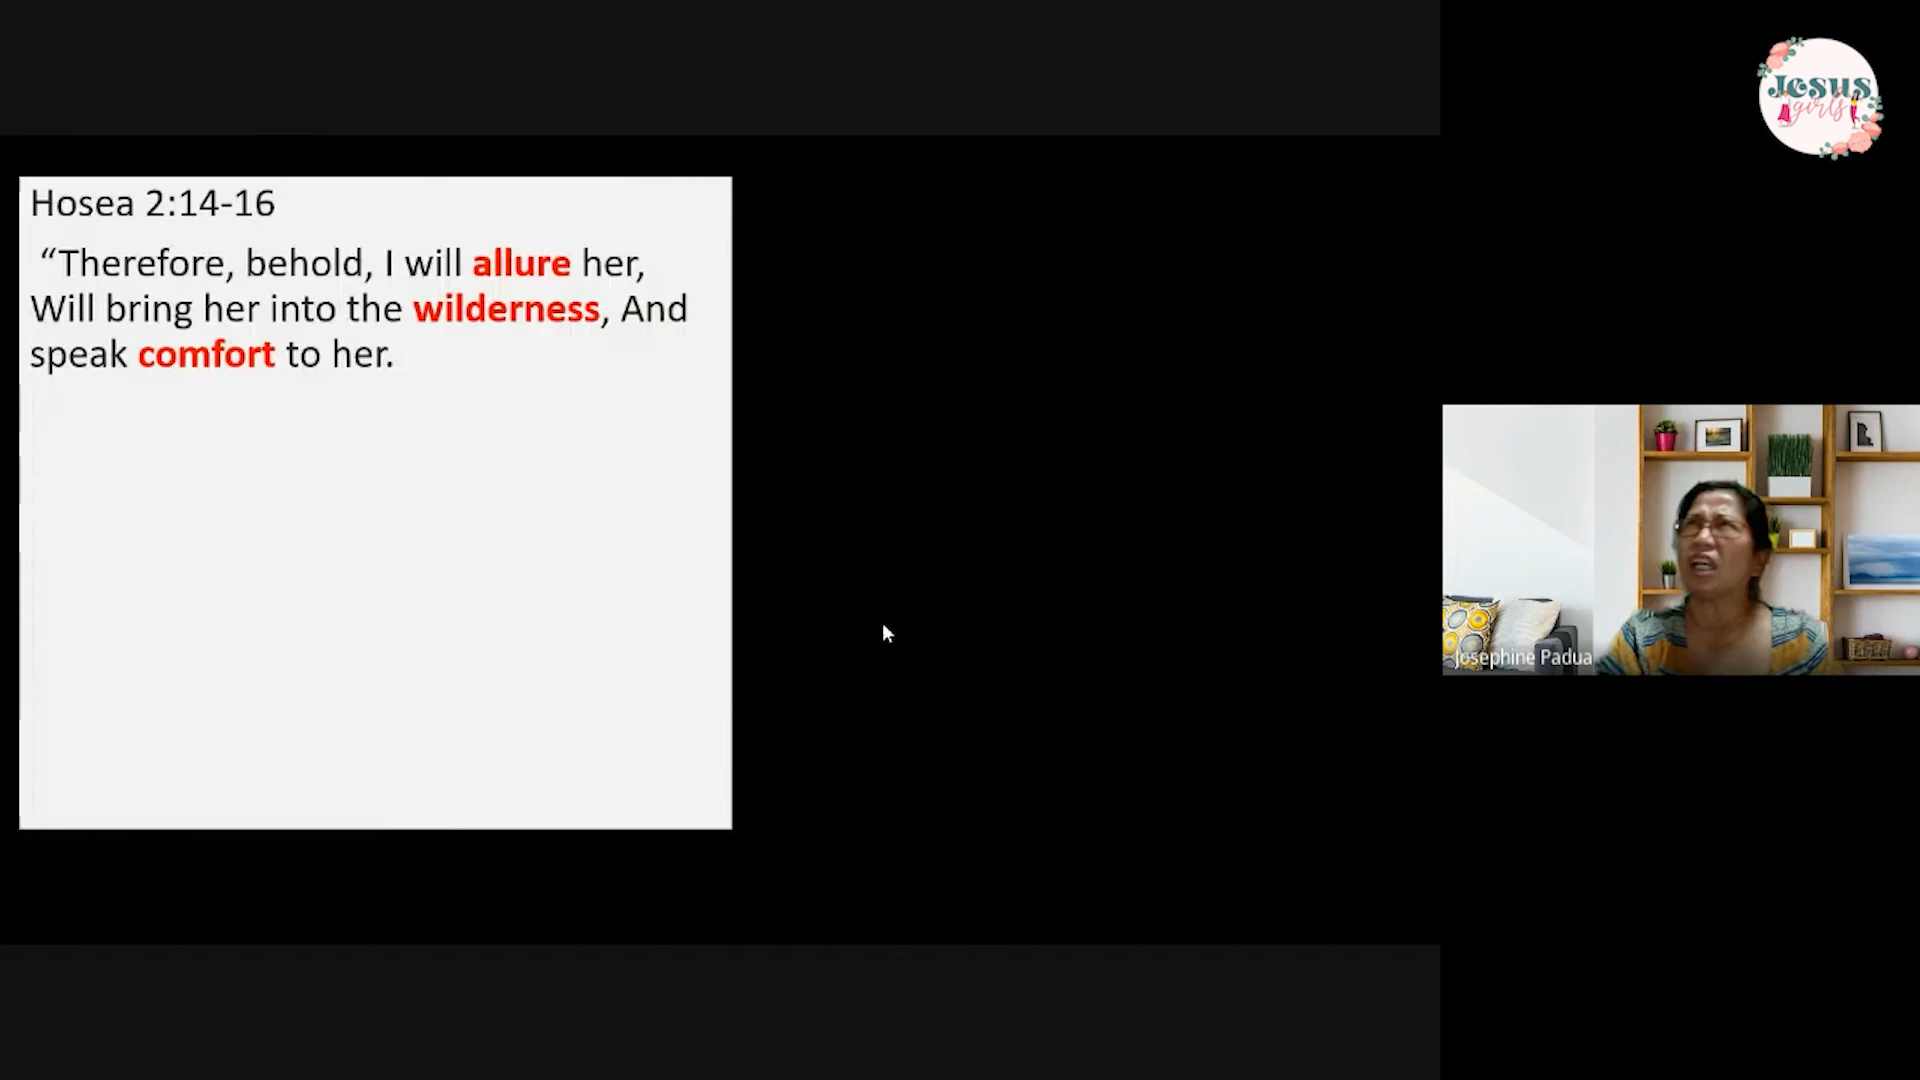 Jesus
girls
Hosea 2:14-16
“Therefore, behold, I will allure her,
Will bring her into the wilderness, And
speak comfort to her.
Josephine Padua